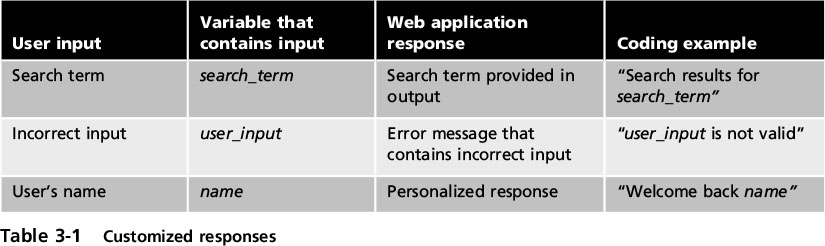 User input
Variable that
contains input
Web application
response
Coding example
Search term
search_term
Search term provided in
output
“Search results for
search_term”
Incorrect input
user_input
Error message that
contains incorrect input
“user_input is not valid”
User’s name
name
Personalized response
“Welcome back name”
Table 3-1 Customized responses